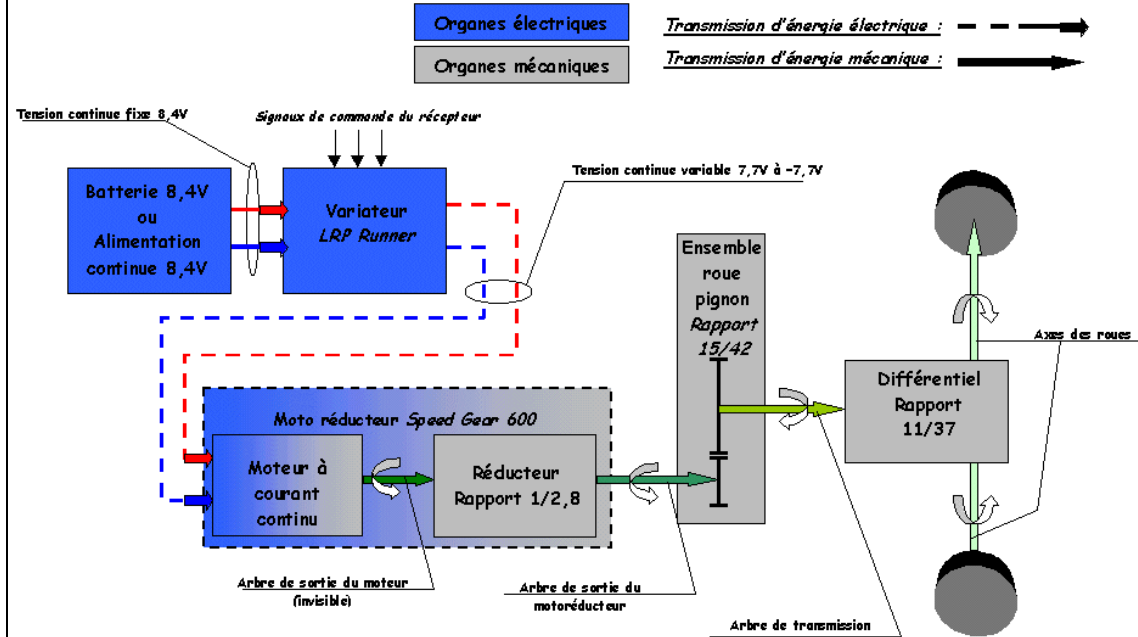 Organes électriques
Organes mécaniques
Transmission d'énergie électrique :
Transmission d'énergie mécanique :
Tension continue fixe 8,4V
Signaux de commande du récepteur
Tension continue variable 7,7V à -7,7V
Batterie 8,4V
ou
Alimentation
continue 8,4V
Variateur
LRP Runner
Ensemble
roue
pignon
Rapport
15/42
Axes des roues
Différentiel
Rapport
11/37
Moto réducteur Speed Gear 600
Moteur à
courant
continu
Réducteur
Rapport 1/2,8
Arbre de sortie du moteur
(invisible)
Arbre de sortie du
motoréducteur
Arbre de transmission